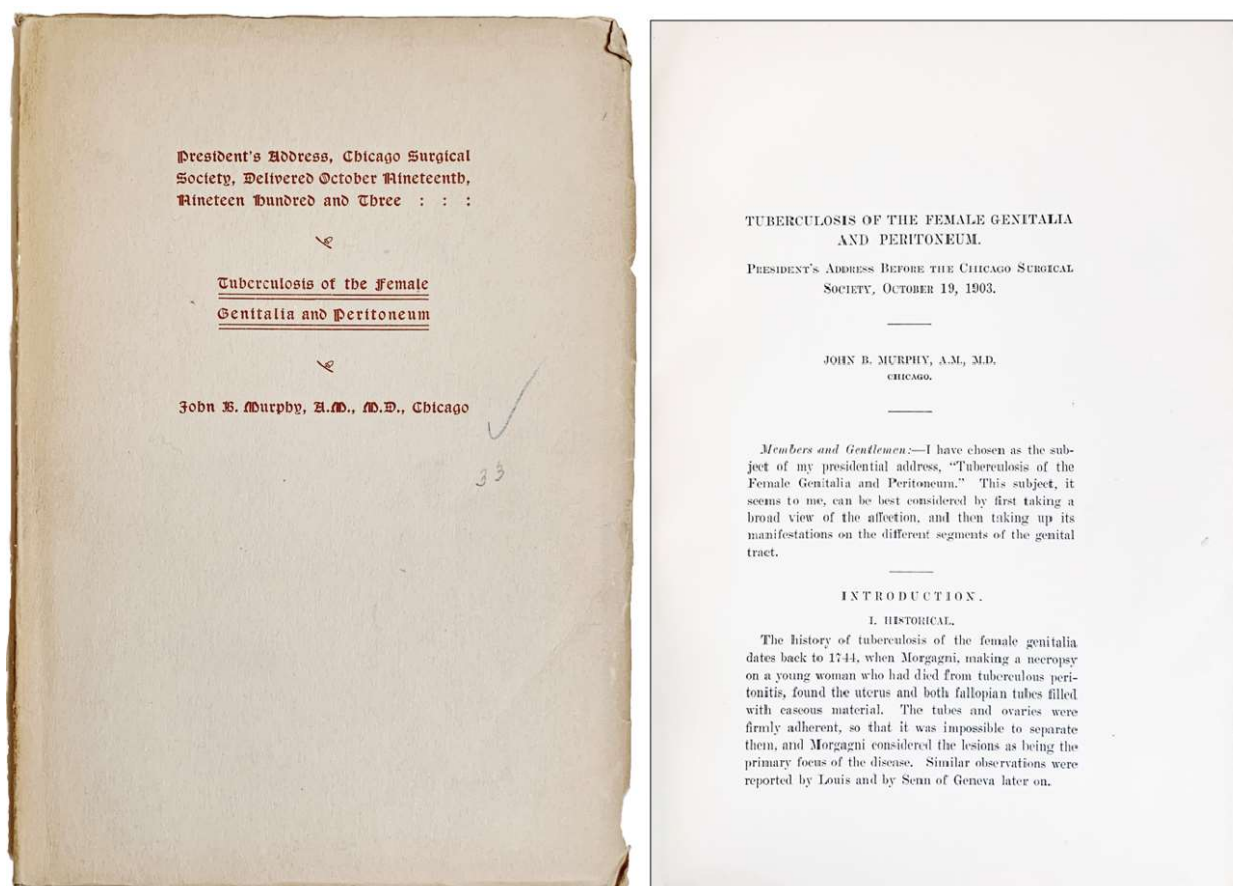 President's Address, Chicago Surgical
Society, Delivered October Nineteenth,
Nineteen Hundred and Three : : :
Tuberculosis of the Female
Genitalia and Peritoneum
John B. Murphy, A.M., M.D., Chicago
33
TUBERCULOSIS OF THE FEMALE GENITALIA
AND PERITONEUM.
PRESIDENT'S ADDRESS BEFORE THE CHICAGO SURGICAL
SOCIETY, OCTOBER 19, 1903.
JOHN B. MURPHY, A.M., M.D.
CHICAGO.
Members and Gentlemen:—I have chosen as the sub-
ject of my presidential address, "Tuberculosis of the
Female Genitalia and Peritoneum." This subject, it
seems to me, can be best considered by first taking a
broad view of the affection, and then taking up its
manifestations on the different segments of the genital
tract.
INTRODUCTION.
I. HISTORICAL.
The history of tuberculosis of the female genitalia
dates back to 1744, when Morgagni, making a necropsy
on a young woman who had died from tuberculous peri-
tonitis, found the uterus and both fallopian tubes filled
with caseous material. The tubes and ovaries were
firmly adherent, so that it was impossible to separate
them, and Morgagni considered the lesions as being the
primary focus of the disease. Similar observations were
reported by Louis and by Senn of Geneva later on.